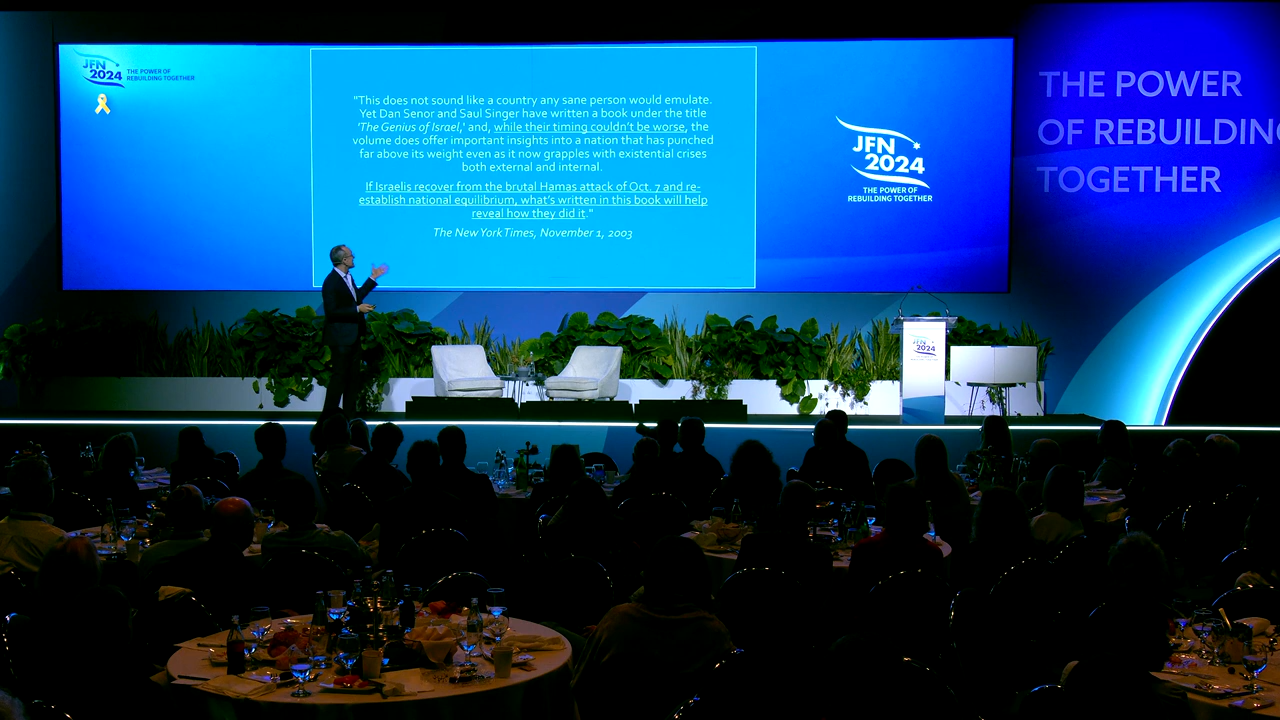 JFN
2024
THE POWER OF
REBUILDING TOGETHER
"This does not sound like a country any sane person would emulate.
Yet Dan Senor and Saul Singer have written a book under the title
'The Genius of Israel,' and, while their timing couldn't be worse, the
volume does offer important insights into a nation that has punched
far above its weight even as it now grapples with existential crises
both external and internal.
If Israelis recover from the brutal Hamas attack of Oct. 7 and re-
establish national equilibrium, what's written in this book will help
reveal how they did it."
The New York Times, November 1, 2003
JFN
2024
THE POWER OF
REBUILDING TOGETHER
THE POWER
OF REBUILDING
TOGETHER
JFN
2024